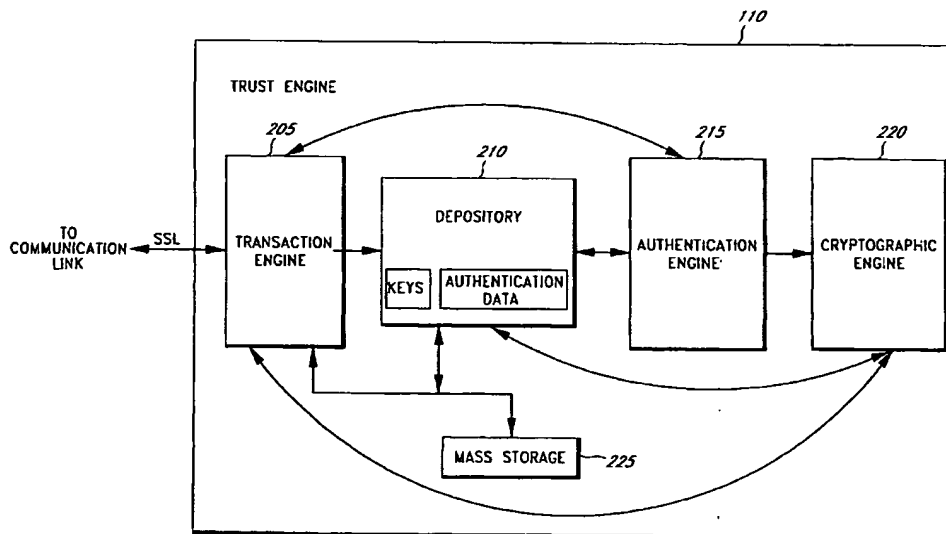 110
TRUST ENGINE
205
210
215
220
DEPOSITORY
TO
COMMUNICATION
LINK
SSL
TRANSACTION
ENGINE
KEYS
AUTHENTICATION
DATA
AUTHENTICATION
ENGINE
CRYPTOGRAPHIC
ENGINE
MASS STORAGE
225